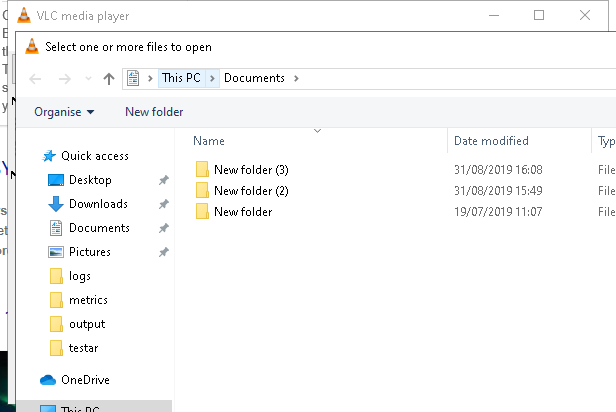 VLC media player
Select one or more files to open
This PC
Documents
Organise
New folder
Name
Date modified
Typ
Quick access
Desktop
Downloads
Documents
Pictures
logs
metrics
output
testar
OneDrive
This PC
New folder (3) 31/08/2019 16:08 File
New folder (2) 31/08/2019 15:49 File
New folder 19/07/2019 11:07 File